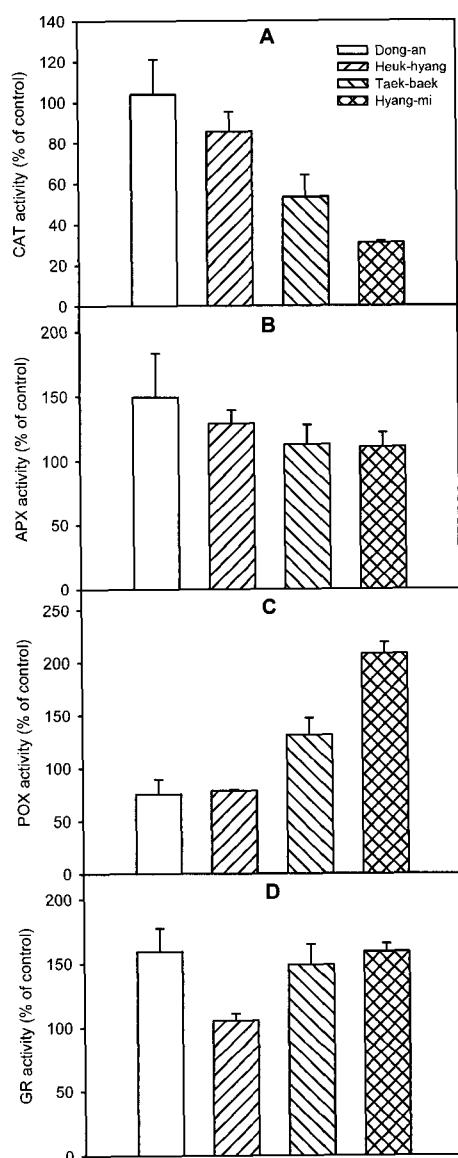 A
Dong-an
Heuk-hyang
Taek-baek
Hyang-mi
CAT activity (% of control)
140
120
100
80
60
40
20
0
B
APX activity (% of control)
200
150
100
50
0
C
POX activity (% of control)
250
200
150
100
50
0
D
GR activity (% of control)
200
150
100
50
0